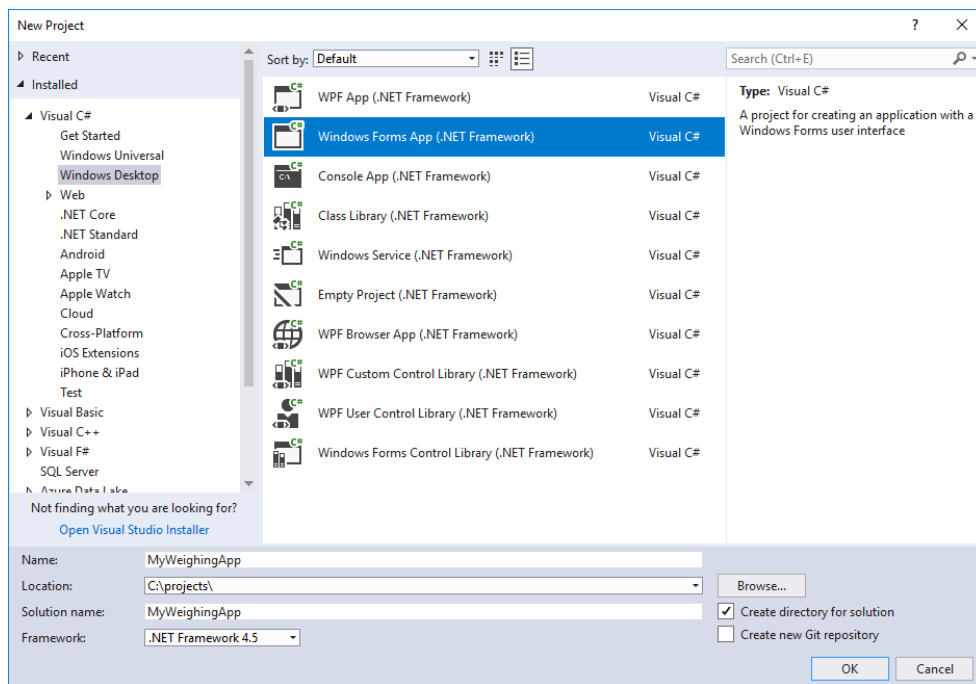 New Project
?
Recent
Installed
Visual C#
Get Started
Windows Universal
Windows Desktop
Web
.NET Core
.NET Standard
Android
Apple TV
Apple Watch
Cloud
Cross-Platform
iOS Extensions
iPhone & iPad
Test
Visual Basic
Visual C++
Visual F#
SQL Server
Azure Data Lake
Not finding what you are looking for?
Open Visual Studio Installer
Sort by: Default
WPF App (.NET Framework) Visual C#
Windows Forms App (.NET Framework) Visual C#
Console App (.NET Framework) Visual C#
Class Library (.NET Framework) Visual C#
Windows Service (.NET Framework) Visual C#
Empty Project (.NET Framework) Visual C#
WPF Browser App (.NET Framework) Visual C#
WPF Custom Control Library (.NET Framework) Visual C#
WPF User Control Library (.NET Framework) Visual C#
Windows Forms Control Library (.NET Framework) Visual C#
Search (Ctrl+E)
Type: Visual C#
A project for creating an application with a
Windows Forms user interface
Name: MyWeighingApp
Location: C:\projects\
Browse...
Solution name: MyWeighingApp
Create directory for solution
Framework: .NET Framework 4.5
Create new Git repository
OK Cancel